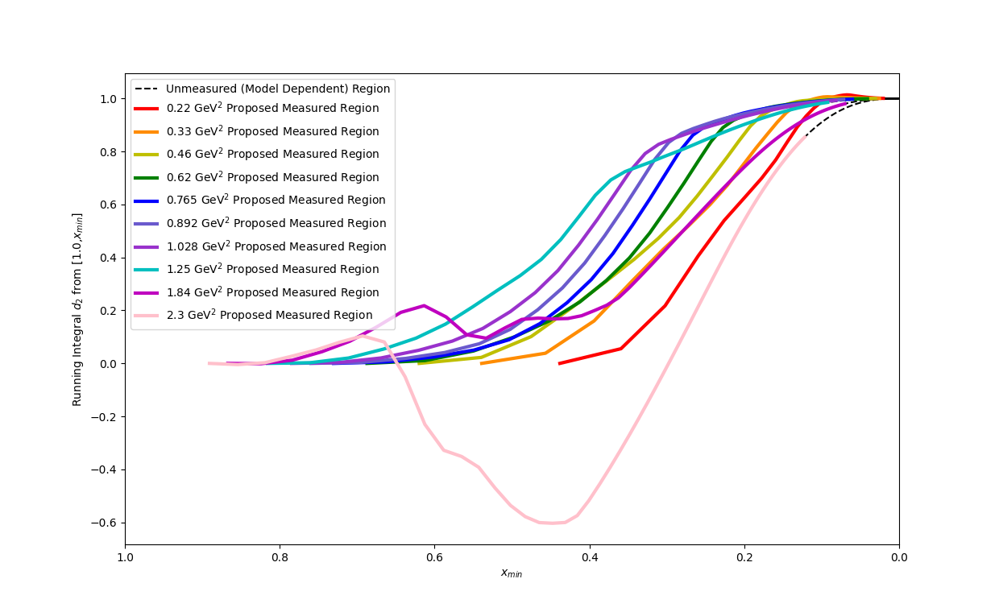 Unmeasured (Model Dependent) Region
0.22 GeV² Proposed Measured Region
0.33 GeV² Proposed Measured Region
0.46 GeV² Proposed Measured Region
0.62 GeV² Proposed Measured Region
0.765 GeV² Proposed Measured Region
0.892 GeV² Proposed Measured Region
1.028 GeV² Proposed Measured Region
1.25 GeV² Proposed Measured Region
1.84 GeV² Proposed Measured Region
2.3 GeV² Proposed Measured Region
Running Integral d₂ from [1.0,xmin]
1.0
0.8
0.6
0.4
0.2
0.0
−0.2
−0.4
−0.6
1.0 0.8 0.6 0.4 0.2 0.0
xmin